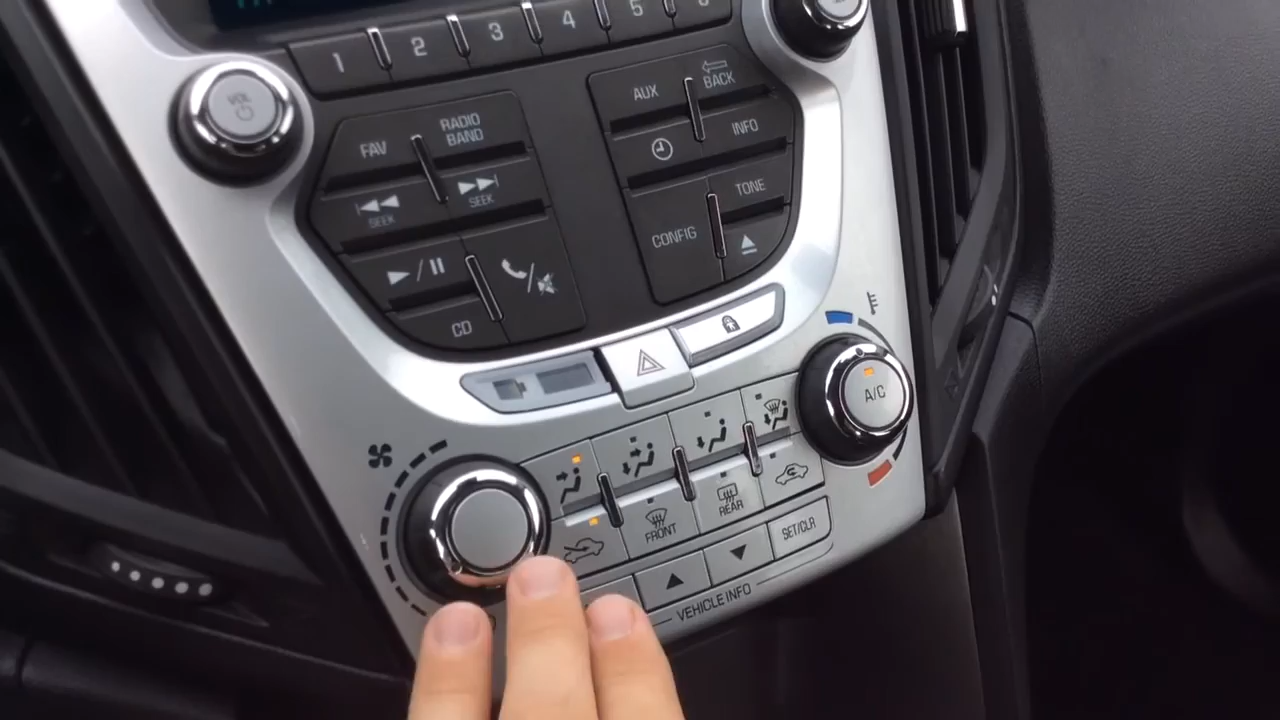 1 2 3 4 5 6
VOL
FAV
RADIO
BAND
SEEK
SEEK
CD
AUX
BACK
INFO
TONE
CONFIG
A/C
FRONT
REAR
SET/CLR
VEHICLE INFO